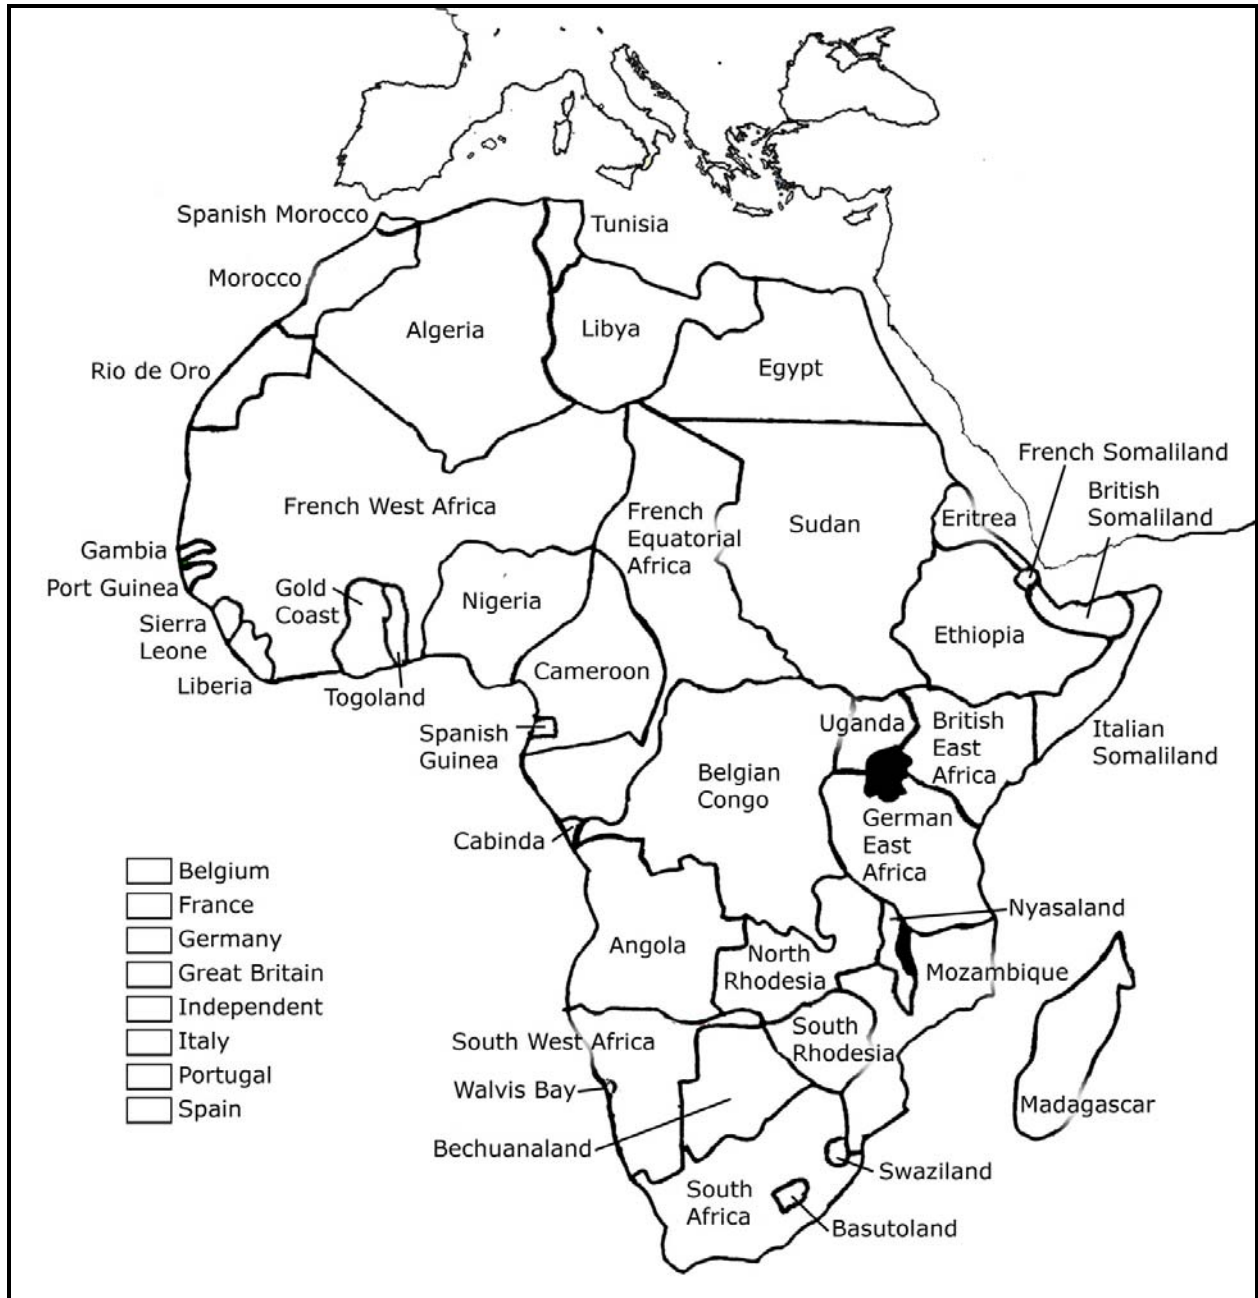 Spanish Morocco
Tunisia
Morocco
Algeria
Libya
Rio de Oro
Egypt
French Somaliland
British
Somaliland
French West Africa
French
Equatorial
Africa
Sudan
Eritrea
Gambia
Port Guinea
Gold
Coast
Nigeria
Sierra
Leone
Ethiopia
Liberia
Togoland
Cameroon
Spanish
Guinea
Uganda
British
East
Africa
Italian
Somaliland
Belgian
Congo
Cabinda
German
East
Africa
Nyasaland
Angola
North
Rhodesia
Mozambique
South West Africa
South
Rhodesia
Walvis Bay
Madagascar
Bechuanaland
Swaziland
South
Africa
Basutoland
Belgium
France
Germany
Great Britain
Independent
Italy
Portugal
Spain